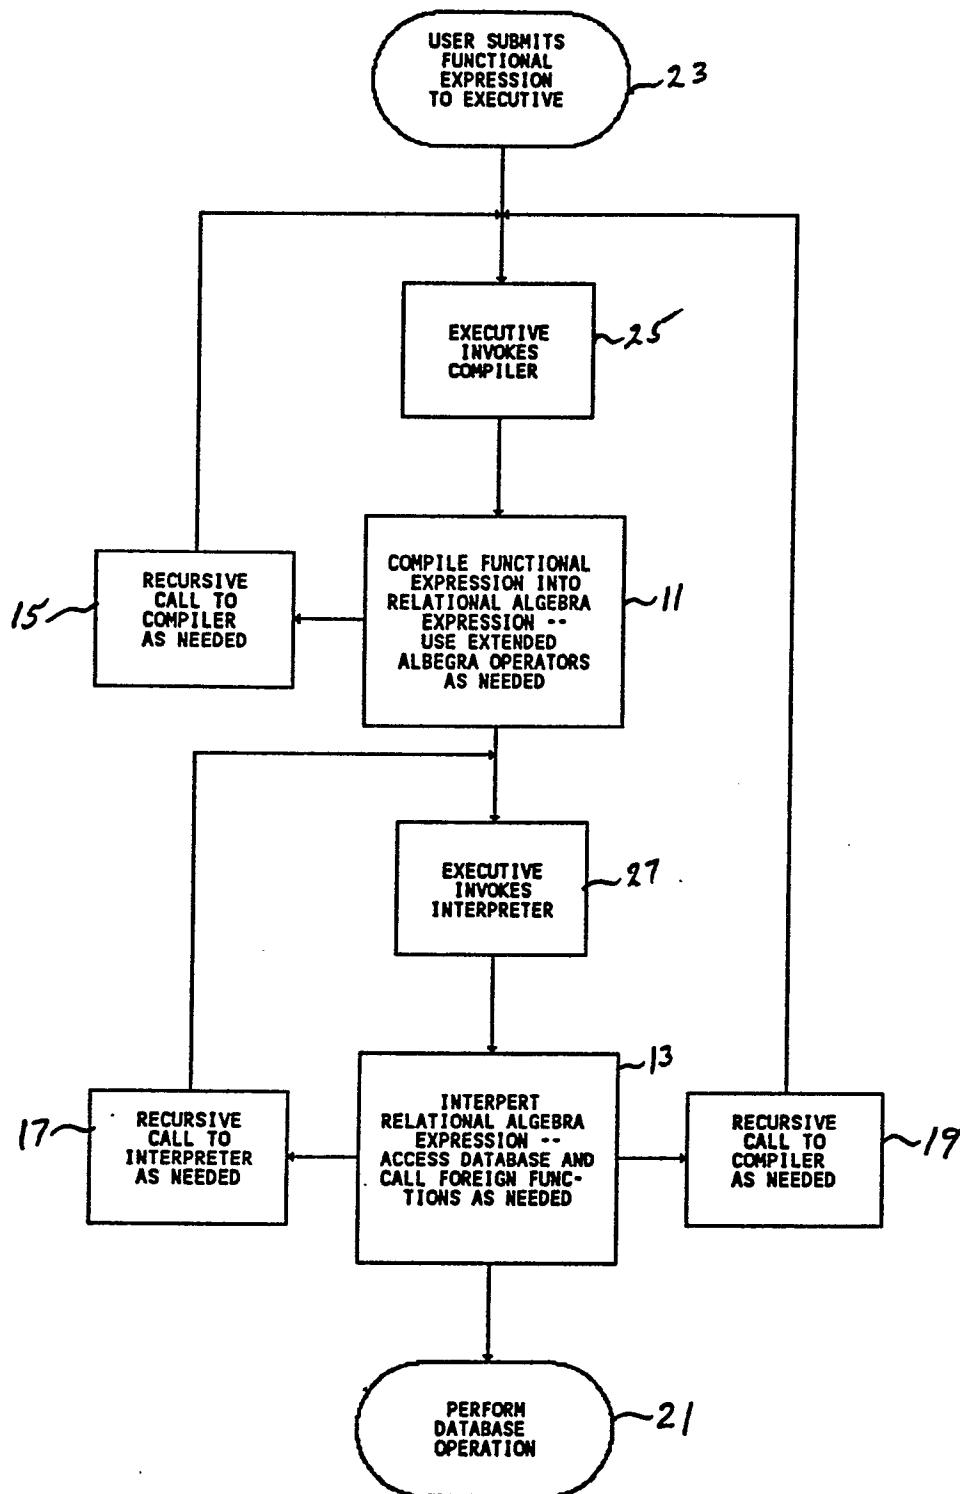 USER SUBMITS
FUNCTIONAL
EXPRESSION
TO EXECUTIVE
23
EXECUTIVE
INVOKES
COMPILER
25
COMPILE FUNCTIONAL
EXPRESSION INTO
RELATIONAL ALGEBRA
EXPRESSION --
USE EXTENDED
ALBEGRA OPERATORS
AS NEEDED
11
RECURSIVE
CALL TO
COMPILER
AS NEEDED
15
EXECUTIVE
INVOKES
INTERPRETER
27
INTERPERT
RELATIONAL ALGEBRA
EXPRESSION --
ACCESS DATABASE AND
CALL FOREIGN FUNC-
TIONS AS NEEDED
13
RECURSIVE
CALL TO
INTERPRETER
AS NEEDED
17
RECURSIVE
CALL TO
COMPILER
AS NEEDED
19
PERFORM
DATABASE
OPERATION
21